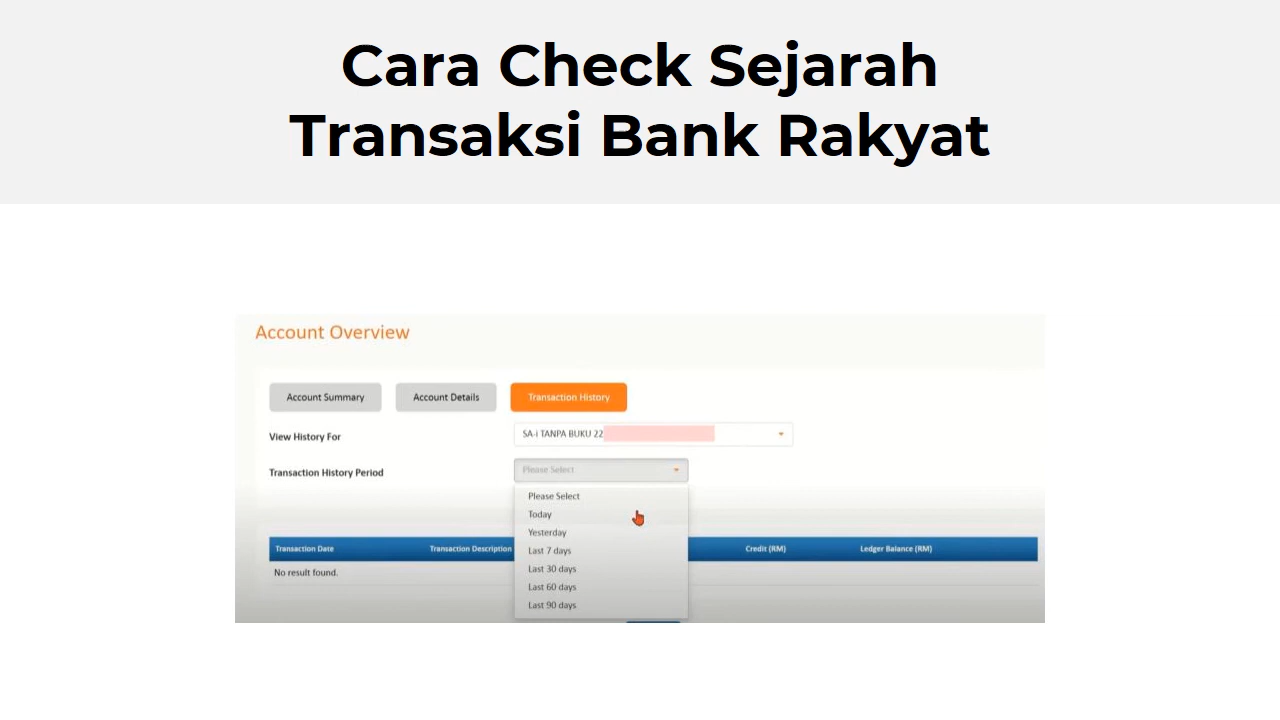 Cara Check Sejarah
Transaksi Bank Rakyat
Account Overview
Account Summary Account Details Transaction History
View History For SA-i TANPA BUKU 22
Transaction History Period Please Select
Please Select
Today
Yesterday
Last 7 days
Last 30 days
Last 60 days
Last 90 days
Transaction Date Transaction Description Credit (RM) Ledger Balance (RM)
No result found.